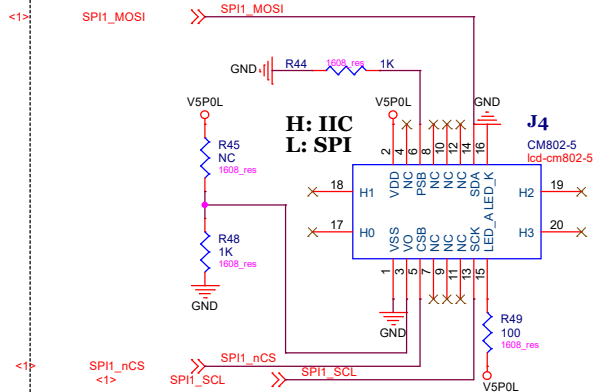 <1>
SPI1_MOSI
SPI1_MOSI
GND
R44
1608_res
1K
V5P0L
R45
NC
1608_res
H: IIC
L: SPI
V5P0L
GND
J4
CM802-5
lcd-cm802-5
2
4
6
8
10
12
14
16
VDD
NC
PSB
NC
NC
NC
SDA
LED_K
18
H1
H2
19
17
H0
H3
20
VSS
VO
CSB
NC
NC
NC
SCK
LED_A
1
3
5
7
9
11
13
15
R48
1K
1608_res
GND
GND
R49
100
1608_res
<1>
SPI1_nCS
SPI1_nCS
<1>
SPI1_SCL
SPI1_SCL
V5P0L